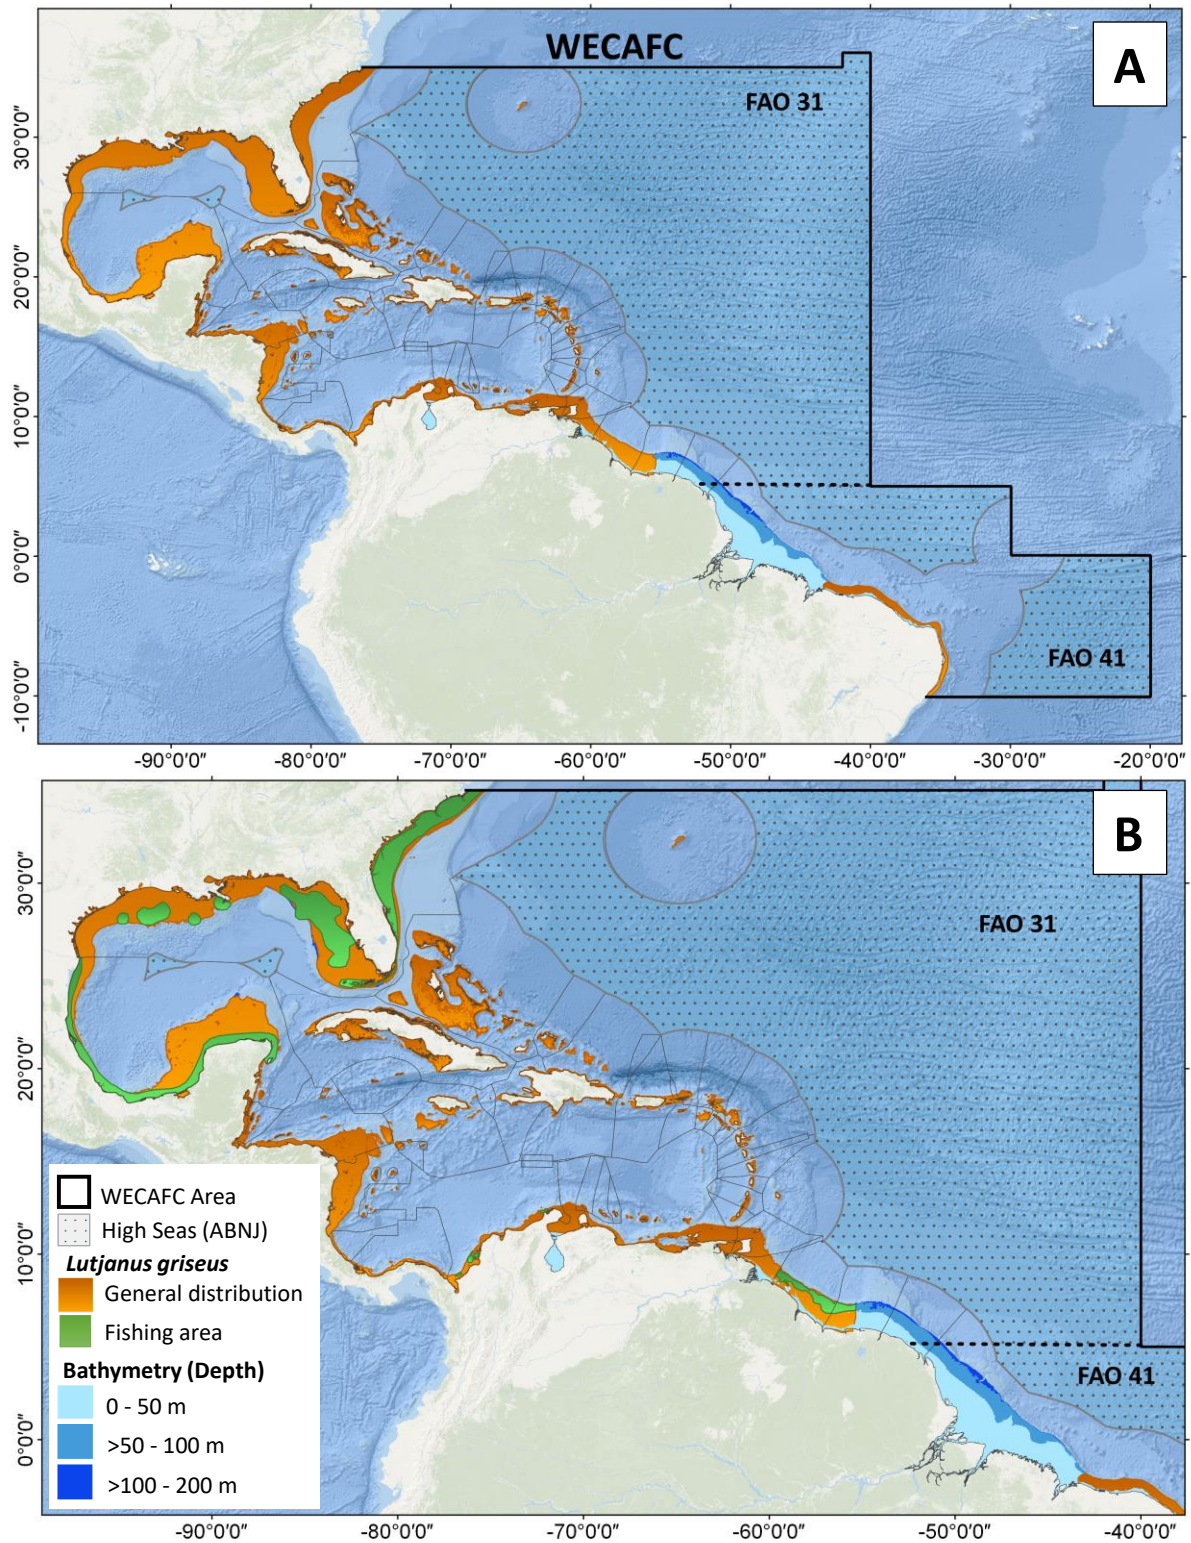 WECAFC
A
FAO 31
FAO 41
30°0'0"
20°0'0"
10°0'0"
0°0'0"
-10°0'0"
-90°0'0"
-80°0'0"
-70°0'0"
-60°0'0"
-50°0'0"
-40°0'0"
-30°0'0"
-20°0'0"
B
FAO 31
FAO 41
30°0'0"
20°0'0"
10°0'0"
0°0'0"
WECAFC Area
High Seas (ABNJ)
Lutjanus griseus
General distribution
Fishing area
Bathymetry (Depth)
0 - 50 m
>50 - 100 m
>100 - 200 m
-90°0'0"
-80°0'0"
-70°0'0"
-60°0'0"
-50°0'0"
-40°0'0"